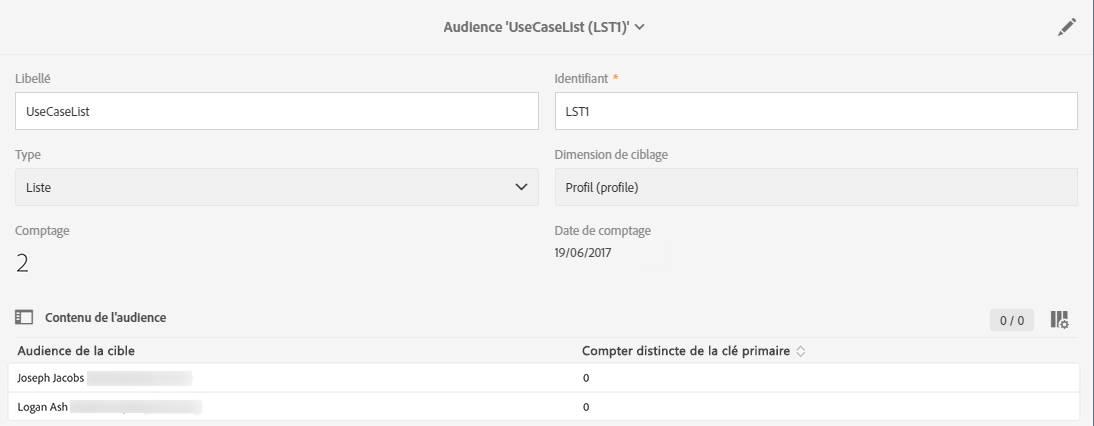 Audience 'UseCaseList (LST1)'
Libellé
Identifiant *
UseCaseList
LST1
Type
Dimension de ciblage
Liste
Profil (profile)
Comptage
Date de comptage
2
19/06/2017
Contenu de l'audience
0 / 0
Audience de la cible
Compter distincte de la clé primaire
Joseph Jacobs
0
Logan Ash
0